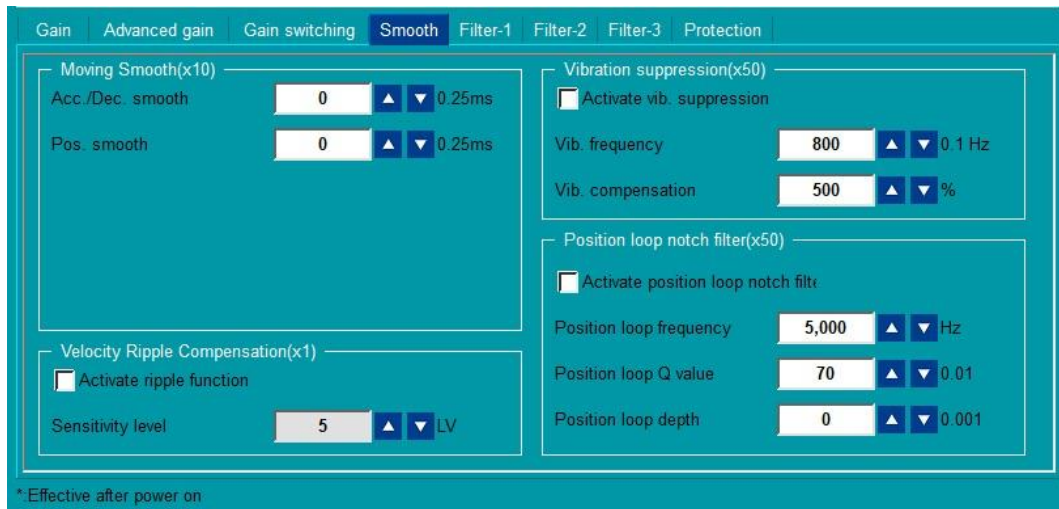 Gain Advanced gain Gain switching Smooth Filter-1 Filter-2 Filter-3 Protection
Moving Smooth(x10)
Acc./Dec. smooth 0 0.25ms
Pos. smooth 0 0.25ms
Velocity Ripple Compensation(x1)
Activate ripple function
Sensitivity level 5 LV
Vibration suppression(x50)
Activate vib. suppression
Vib. frequency 800 0.1 Hz
Vib. compensation 500 %
Position loop notch filter(x50)
Activate position loop notch filte
Position loop frequency 5,000 Hz
Position loop Q value 70 0.01
Position loop depth 0 0.001
*:Effective after power on